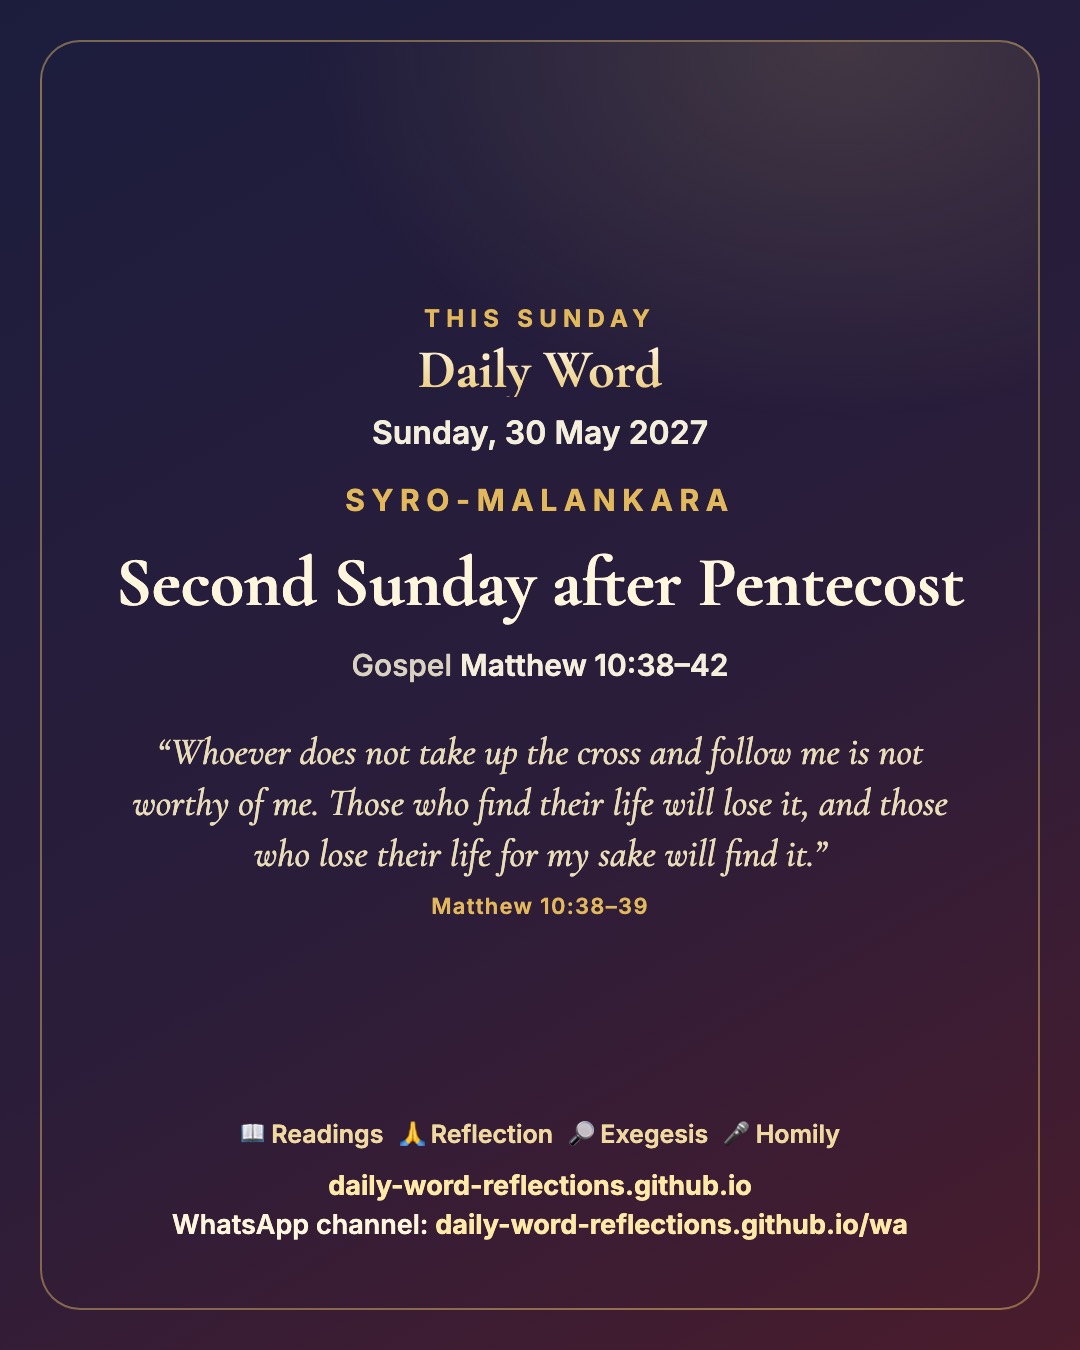 THIS SUNDAY
Daily Word
Sunday, 30 May 2027
SYRO-MALANKARA
Second Sunday after Pentecost
Gospel Matthew 10:38–42
“Whoever does not take up the cross and follow me is not
worthy of me. Those who find their life will lose it, and those
who lose their life for my sake will find it.”
Matthew 10:38–39
📖 Readings 🙏 Reflection 🔎 Exegesis 🎤 Homily
daily-word-reflections.github.io
WhatsApp channel: daily-word-reflections.github.io/wa